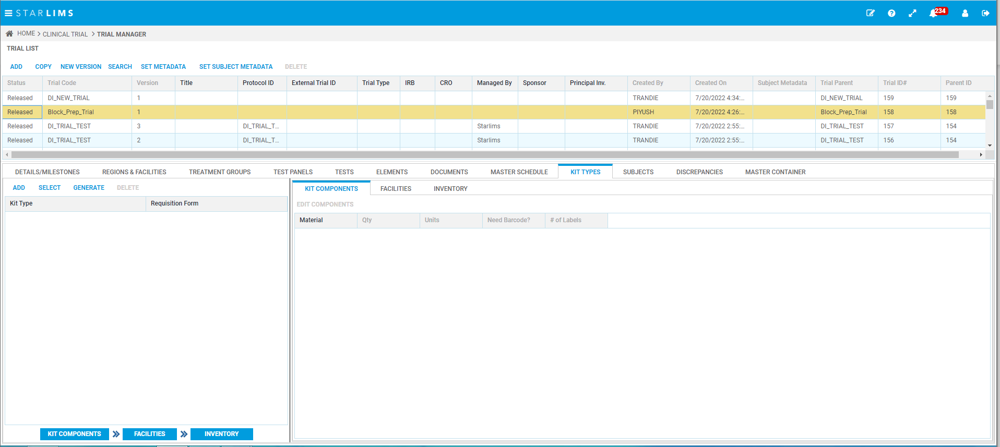 STARLIMS
234
HOME > CLINICAL TRIAL > TRIAL MANAGER
TRIAL LIST
ADD COPY NEW VERSION SEARCH SET METADATA SET SUBJECT METADATA DELETE
Status Trial Code Version Title Protocol ID External Trial ID Trial Type IRB CRO Managed By Sponsor Principal Inv. Created By Created On Subject Metadata Trial Parent Trial ID# Parent ID
Released DI_NEW_TRIAL 1 TRANDIE 7/20/2022 4:34:... DI_NEW_TRIAL 159 159
Released Block_Prep_Trial 1 PIYUSH 7/20/2022 4:26:... Block_Prep_Trial 158 158
Released DI_TRIAL_TEST 3 DI_TRIAL_T... Starlims TRANDIE 7/20/2022 2:55:... DI_TRIAL_TEST 157 154
Released DI_TRIAL_TEST 2 DI_TRIAL_T... Starlims TRANDIE 7/20/2022 2:55:... DI_TRIAL_TEST 156 154
DETAILS/MILESTONES REGIONS & FACILITIES TREATMENT GROUPS TEST PANELS TESTS ELEMENTS DOCUMENTS MASTER SCHEDULE KIT TYPES SUBJECTS DISCREPANCIES MASTER CONTAINER
ADD SELECT GENERATE DELETE
Kit Type Requisition Form
KIT COMPONENTS FACILITIES INVENTORY
EDIT COMPONENTS
Material Qty Units Need Barcode? # of Labels
KIT COMPONENTS FACILITIES INVENTORY